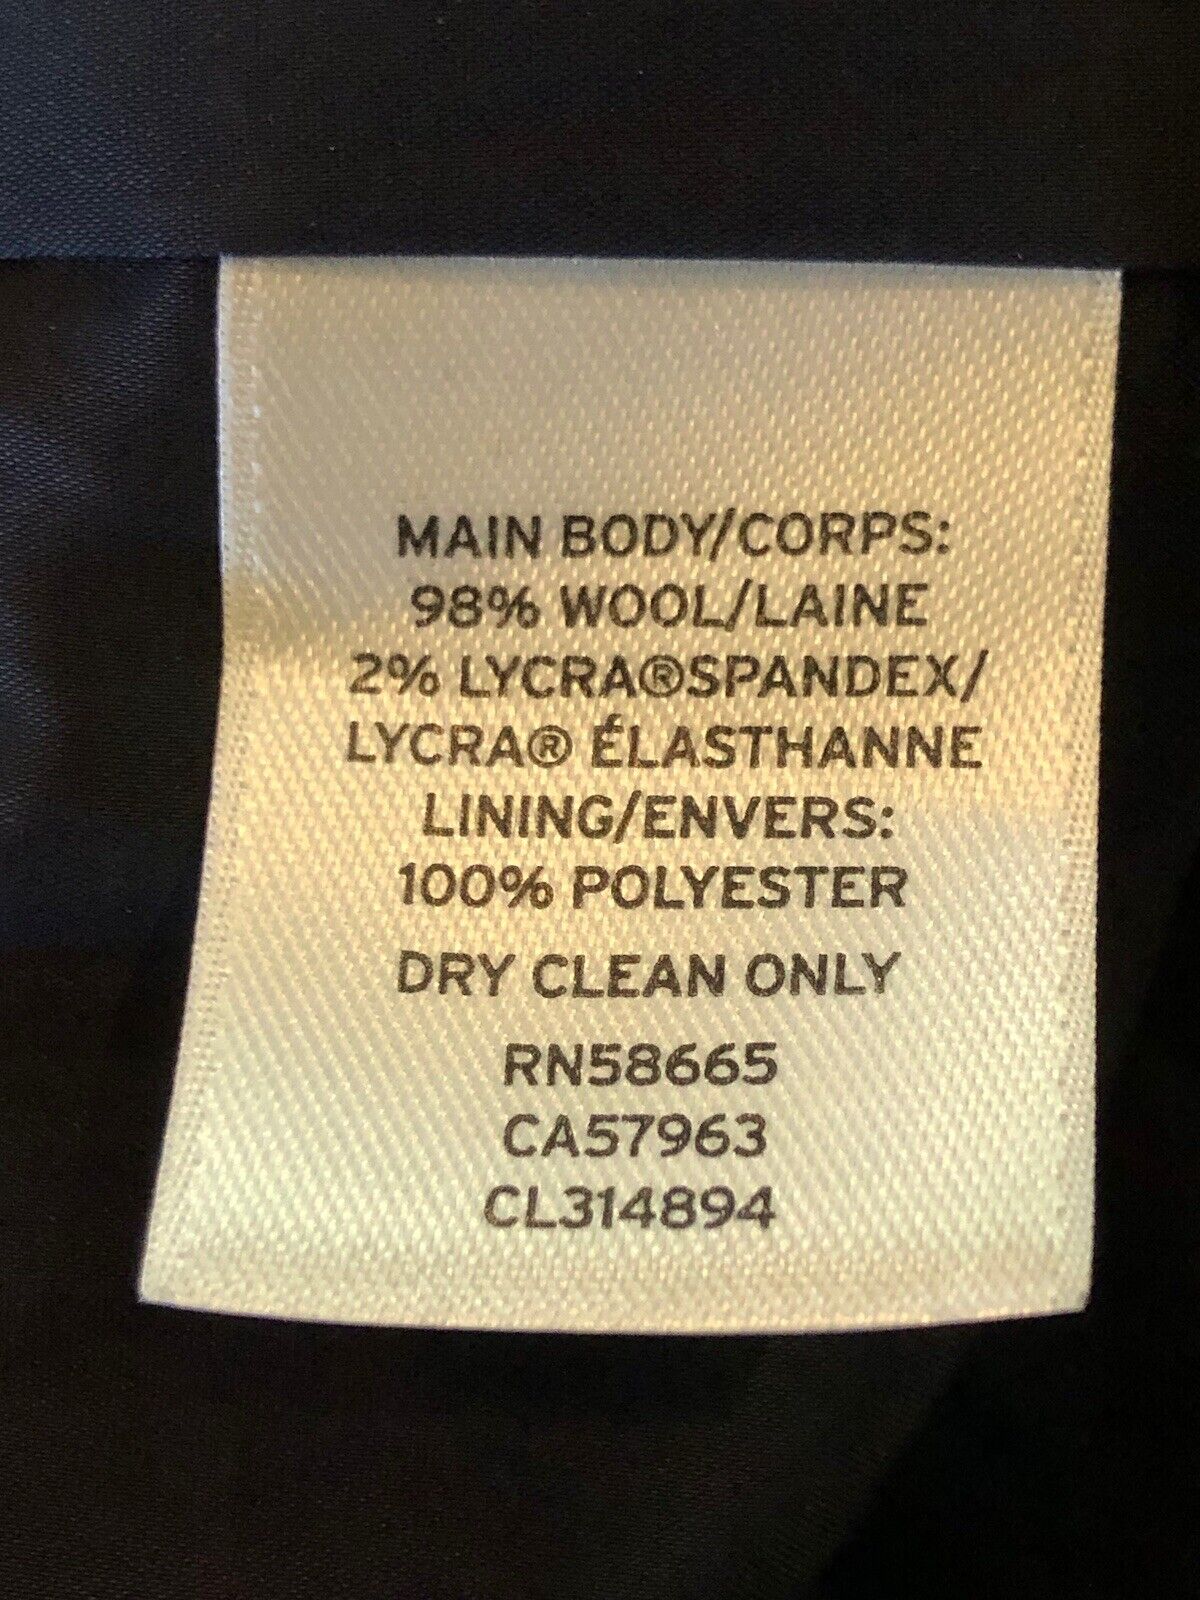 MAIN BODY/CORPS:
98% WOOL/LAINE
2% LYCRA®SPANDEX/
LYCRA® ÉLASTHANNE
LINING/ENVERS:
100% POLYESTER
DRY CLEAN ONLY
RN58665
CA57963
CL314894